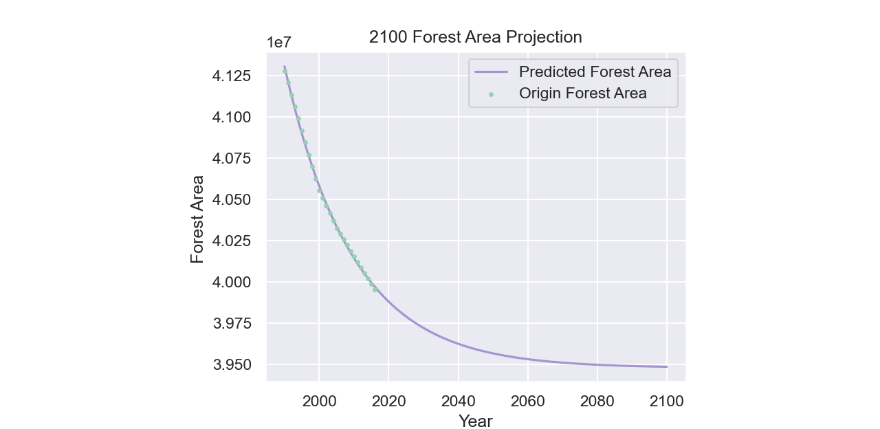 2100 Forest Area Projection
1e7
4.125
4.100
4.075
4.050
4.025
4.000
3.975
3.950
Forest Area
Predicted Forest Area
Origin Forest Area
2000 2020 2040 2060 2080 2100
Year